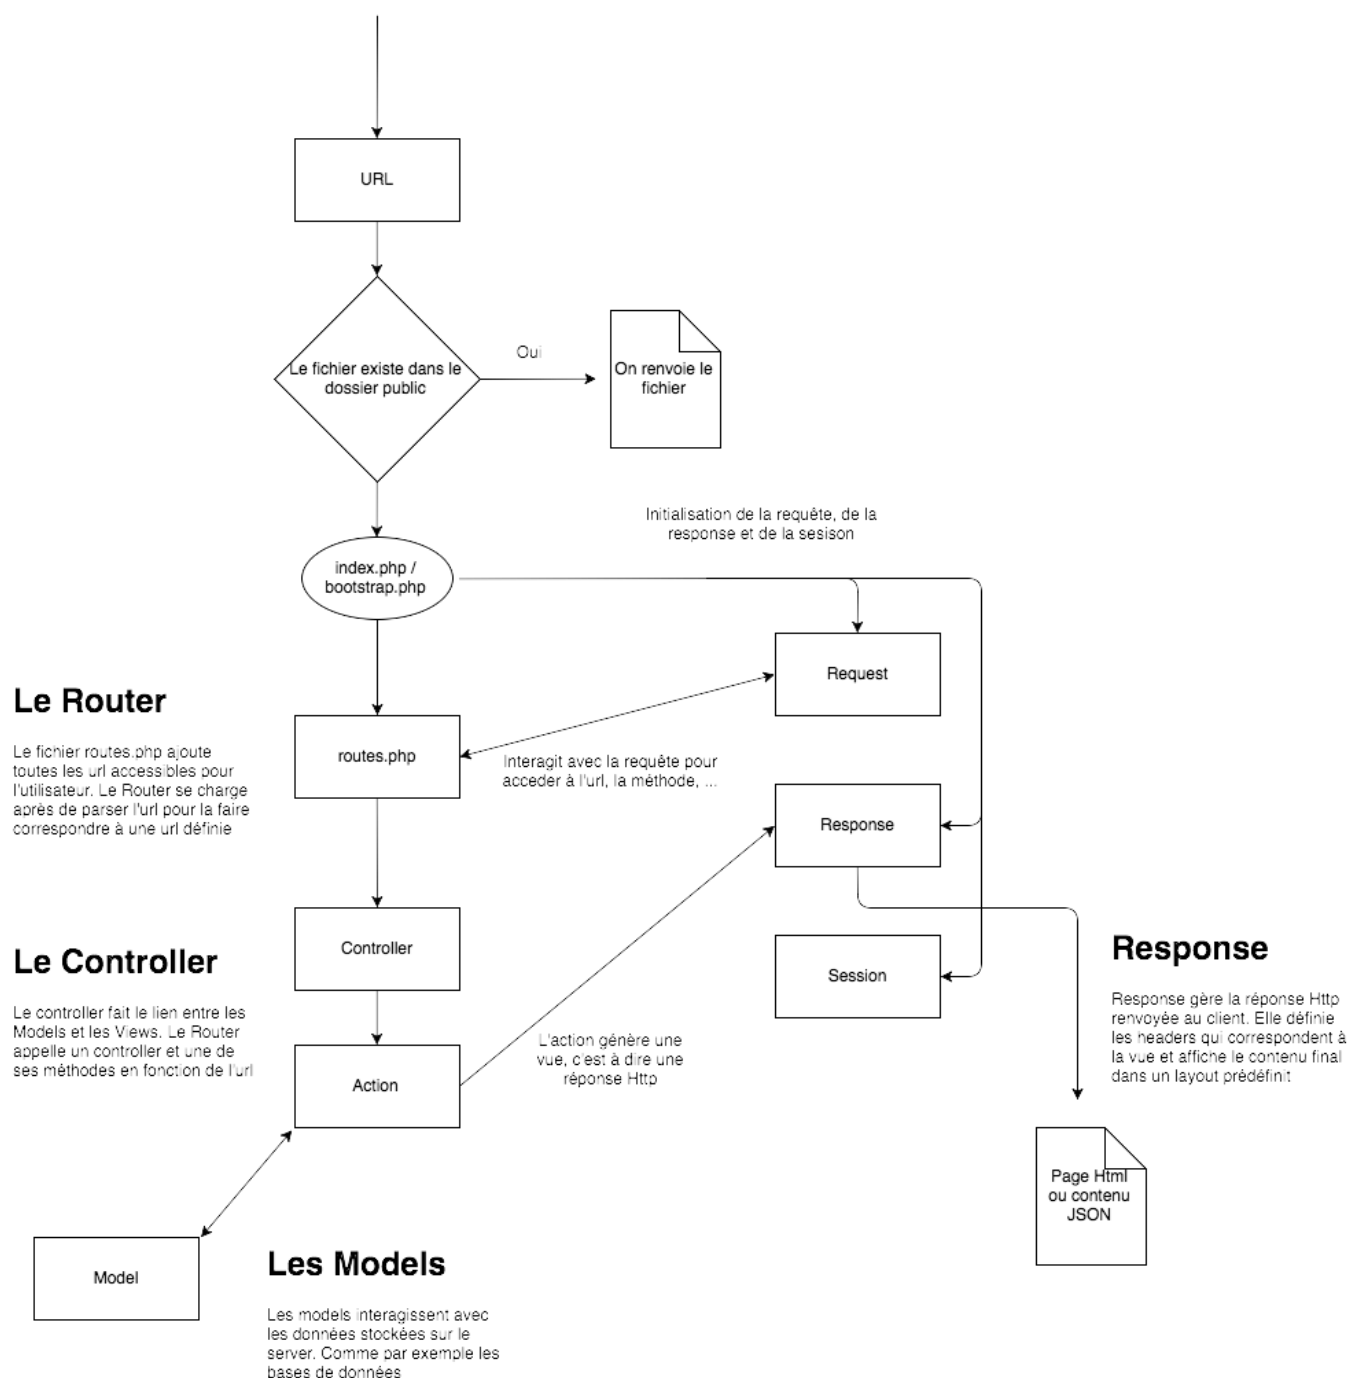 URL
Le fichier existe dans le
dossier public
Oui
On renvoie le
fichier
Initialisation de la requête, de la
response et de la sesison
index.php /
bootstrap.php
Request
Le Router
Le fichier routes.php ajoute
toutes les url accessibles pour
l'utilisateur. Le Router se charge
après de parser l'url pour la faire
correspondre à une url définie
routes.php
Interagit avec la requête pour
acceder à l'url, la méthode, ...
Response
Controller
Le Controller
Le controller fait le lien entre les
Models et les Views. Le Router
appelle un controller et une de
ses méthodes en fonction de l'url
Session
Response
Response gère la réponse Http
renvoyée au client. Elle définie
les headers qui correspondent à
la vue et affiche le contenu final
dans un layout prédéfinit
L'action génère une
vue, c'est à dire une
réponse Http
Action
Page Html
ou contenu
JSON
Model
Les Models
Les models interagissent avec
les données stockées sur le
server. Comme par exemple les
bases de données